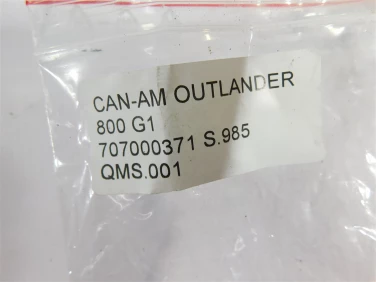 CAN-AM OUTLANDER
800 G1
707000371 S.985
QMS.001